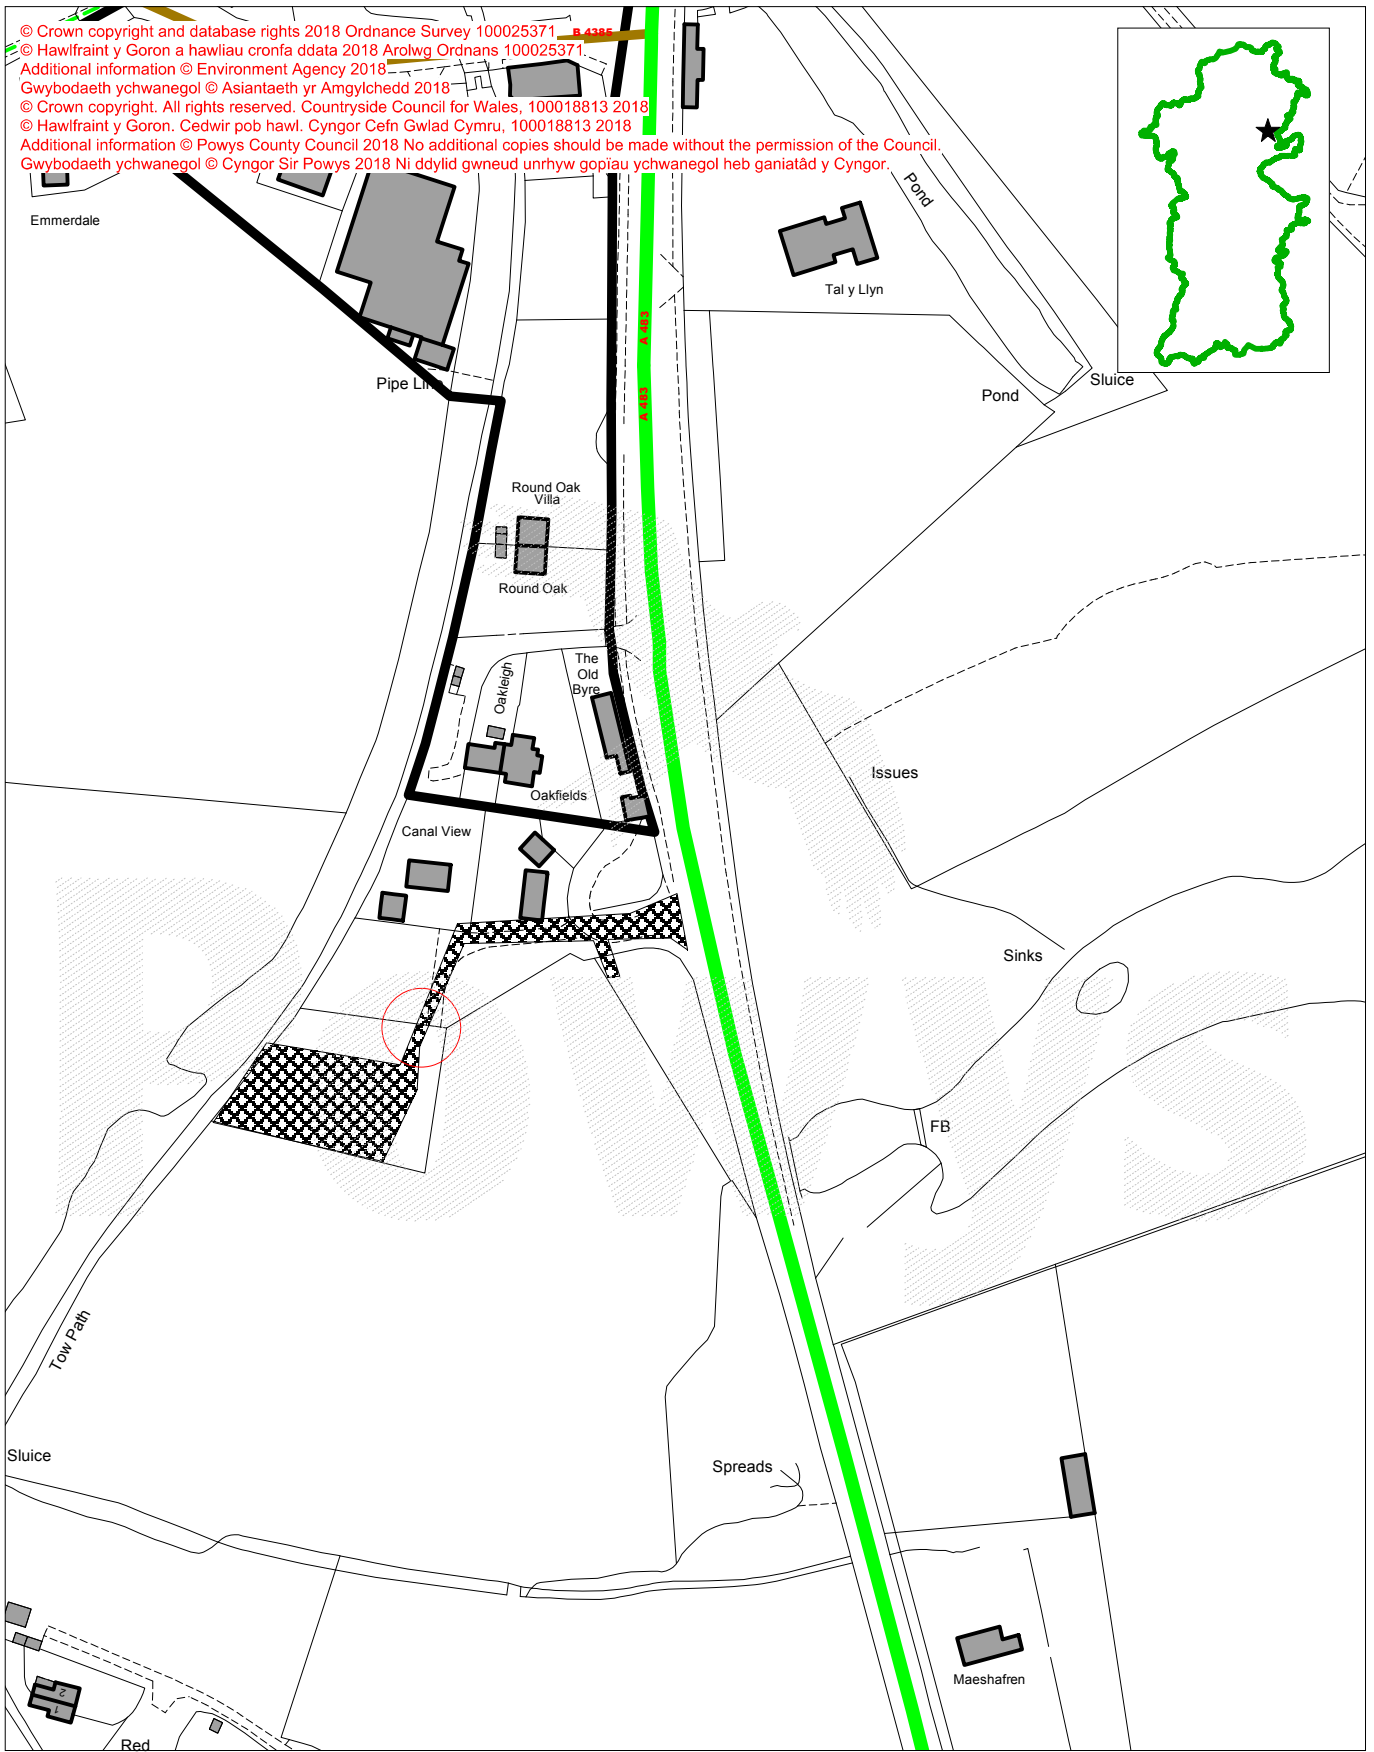 © Crown copyright and database rights 2018 Ordnance Survey 100025371
© Hawlfraint y Goron a hawliau cronfa ddata 2018 Arolwg Ordnans 100025371.
Additional information © Environment Agency 2018
Gwybodaeth ychwanegol © Asiantaeth yr Amgylchedd 2018
© Crown copyright. All rights reserved. Countryside Council for Wales, 100018813 2018
© Hawlfraint y Goron. Cedwir pob hawl. Cyngor Cefn Gwlad Cymru, 100018813 2018
Additional information © Powys County Council 2018 No additional copies should be made without the permission of the Council.
Gwybodaeth ychwanegol © Cyngor Sir Powys 2018 Ni ddylid gwneud unrhyw gopïau ychwanegol heb ganiatâd y Cyngor.
B 4385
Emmerdale
Pond
Tal y Llyn
A 483
A 483
Pipe Line
Pond
Sluice
Round Oak
Villa
Round Oak
The
Old
Byre
Oakleigh
Oakfields
Issues
Canal View
Sinks
Powys
FB
Tow Path
Sluice
Spreads
Maeshafren
2
1
Red